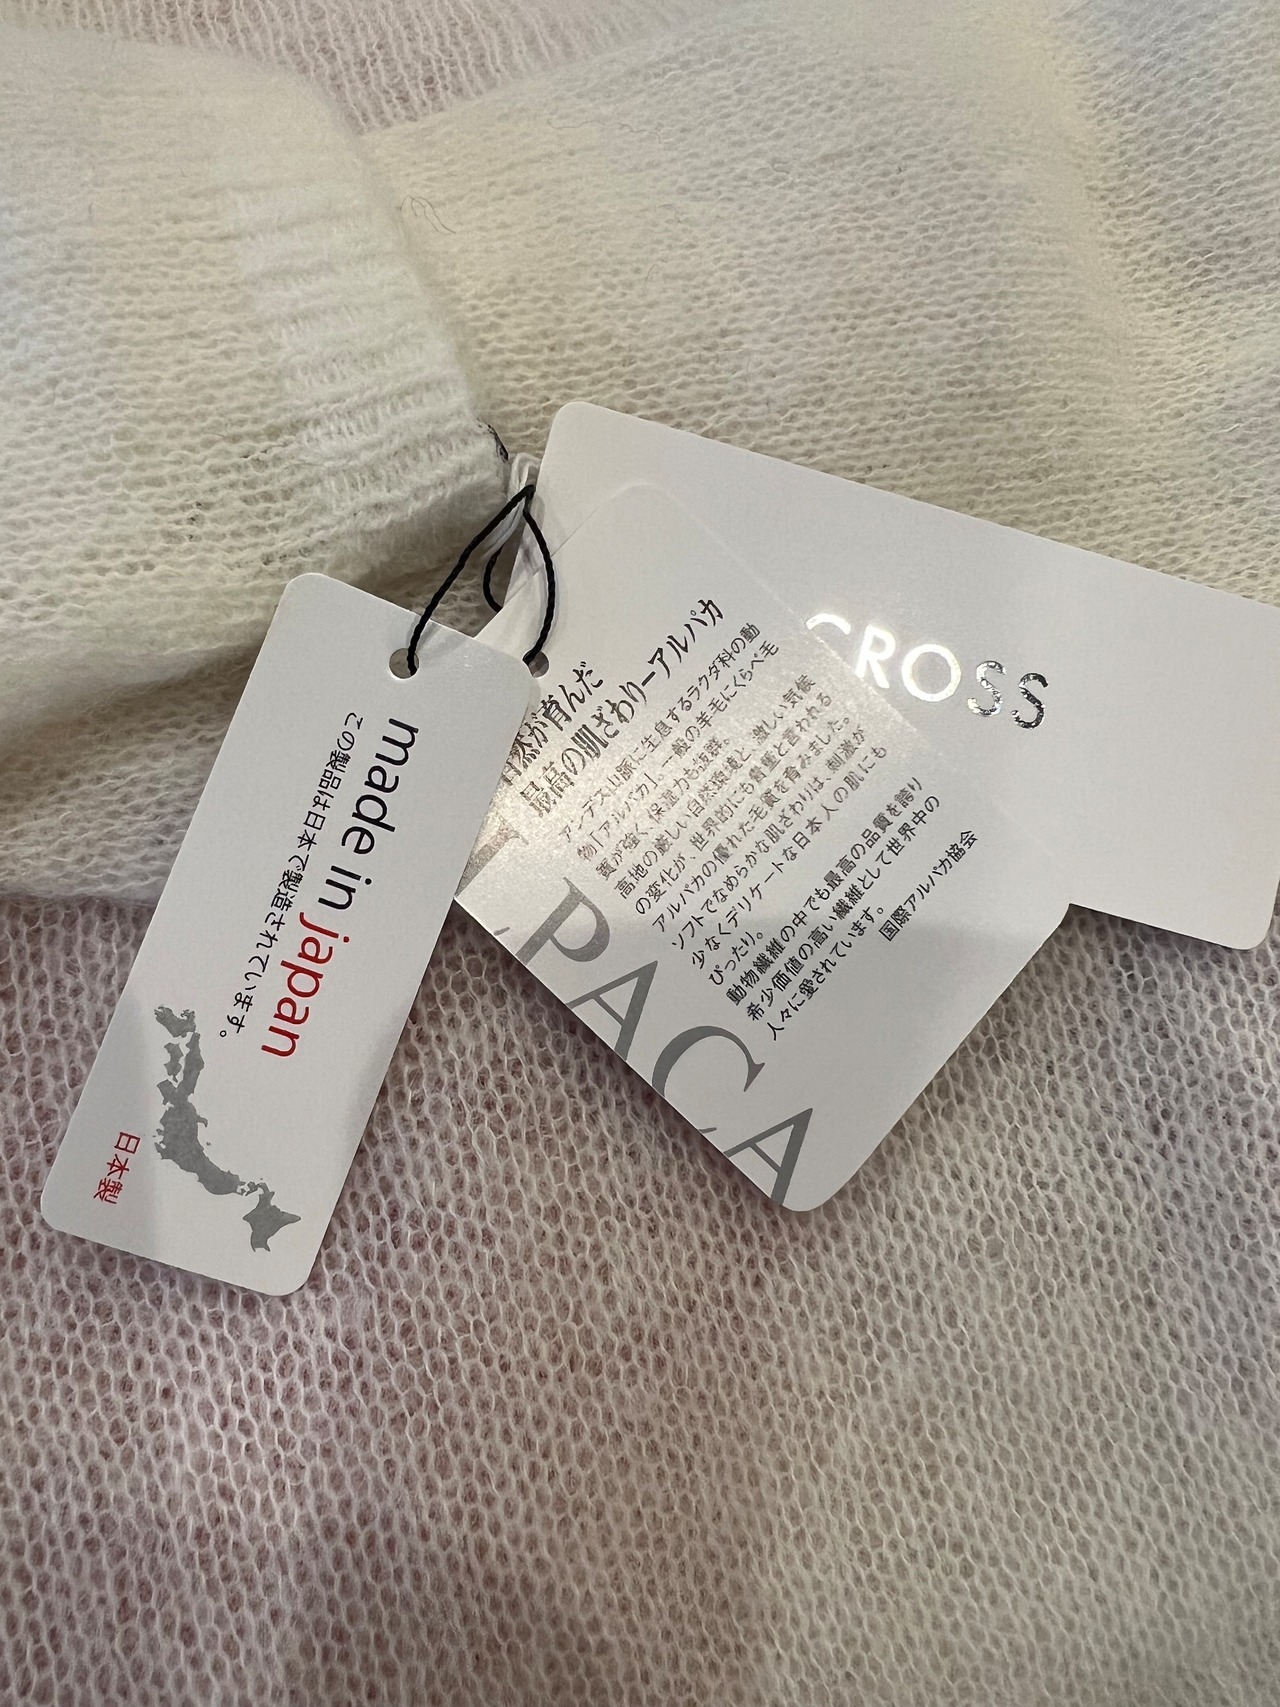 made in japan
この製品は日本で製造されています。
日本製
自然が育んだ
最高の肌ざわりーアルパカ
アンデス山脈に生息するラクダ科の動
物「アルパカ」。一般の羊毛にくらべ毛
質が強く、保湿力も抜群。
高地の厳しい自然環境と、激しい気候
の変化が、世界的にも貴重と言われる
アルパカの優れた毛質を育みました。
ソフトでなめらかな肌ざわりは、刺激が
少なくデリケートな日本人の肌にも
ぴったり。
動物繊維の中でも最高の品質を誇り
希少価値の高い繊維として世界中の
人々に愛されています。
国際アルパカ協会
PACA
CROSS